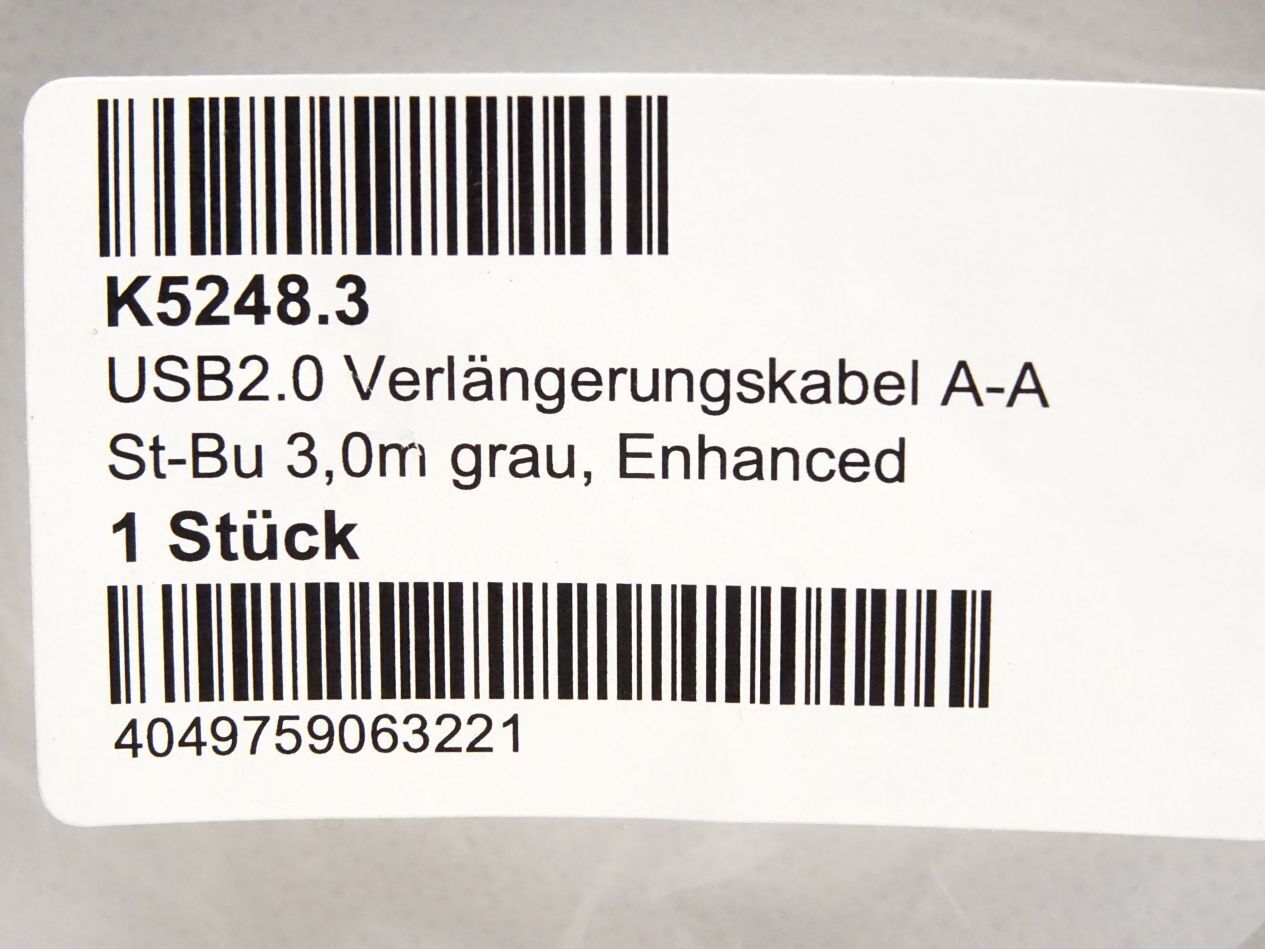 K5248.3
USB2.0 Verlängerungskabel A-A
St-Bu 3,0m grau, Enhanced
1 Stück
4049759063221